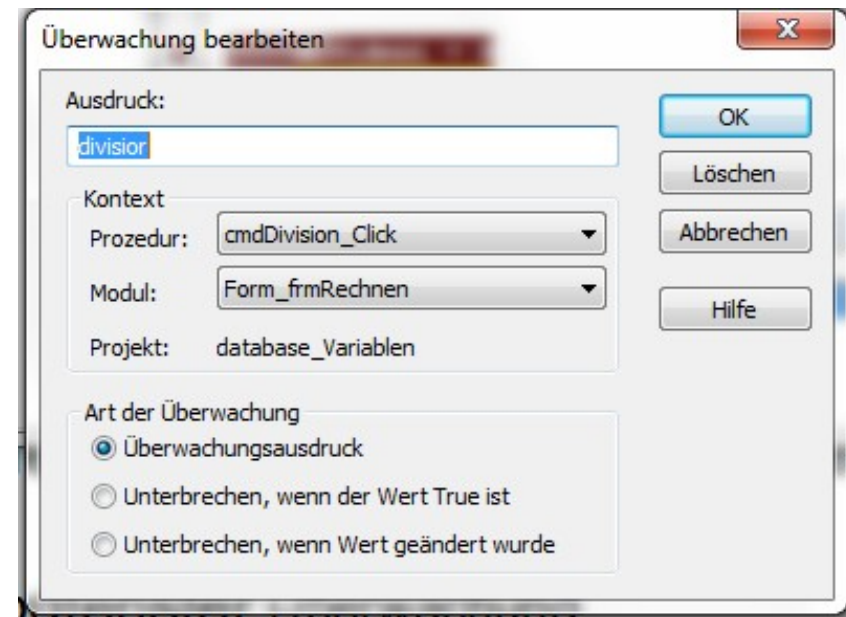 Überwachung bearbeiten
Ausdruck:
division
OK
Löschen
Kontext
Prozedur: cmdDivision_Click
Abbrechen
Modul: Form_frmRechnen
Hilfe
Projekt: database_Variablen
Art der Überwachung
Überwachungsausdruck
Unterbrechen, wenn der Wert True ist
Unterbrechen, wenn Wert geändert wurde